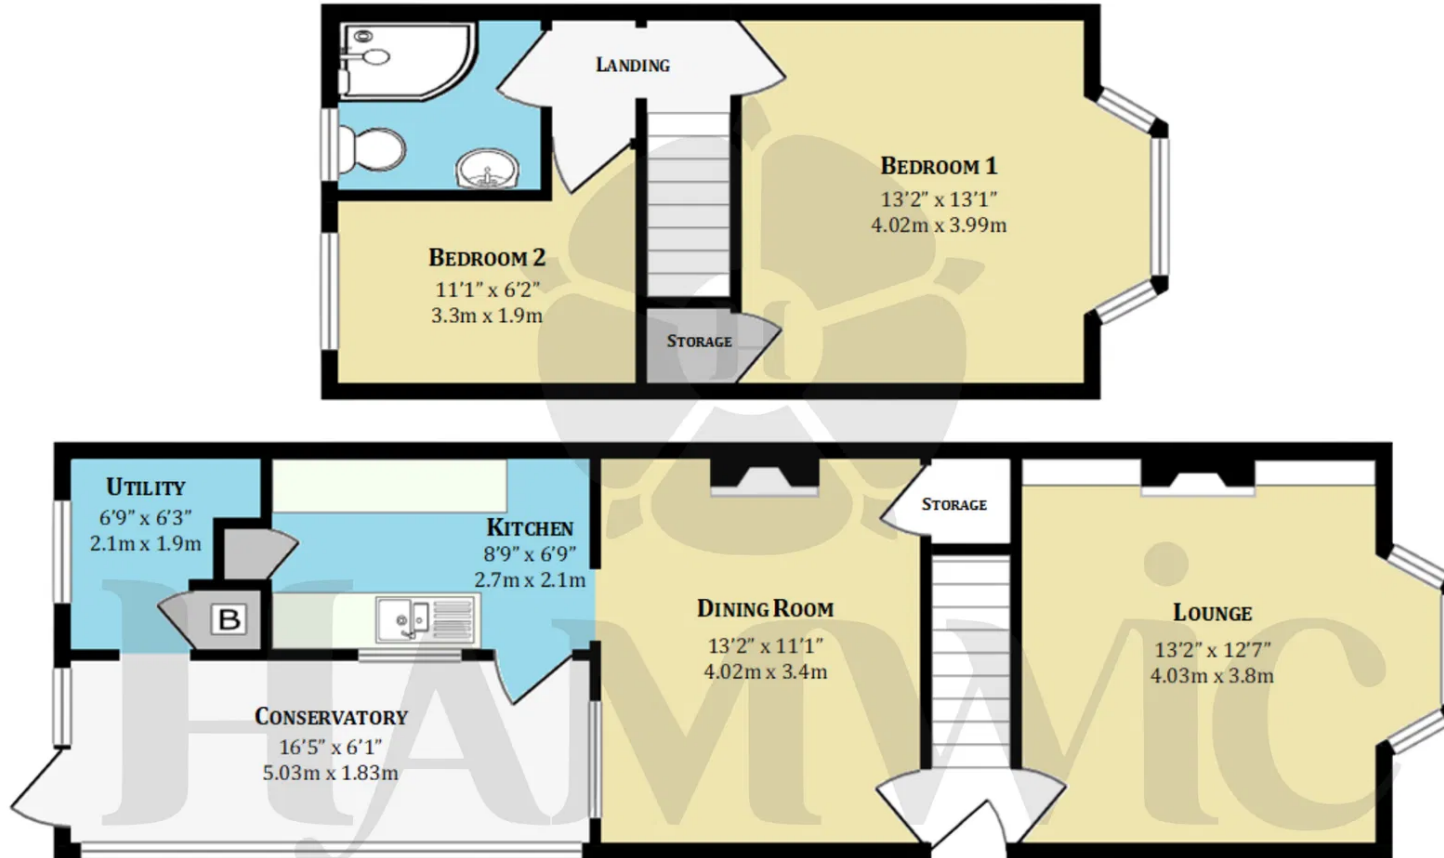 LANDING
BEDROOM 1
13'2" x 13'1"
4.02m x 3.99m
BEDROOM 2
11'1" x 6'2"
3.3m x 1.9m
STORAGE
H
UTILITY
6'9" x 6'3"
2.1m x 1.9m
KITCHEN
8'9" x 6'9"
2.7m x 2.1m
STORAGE
B
DINING ROOM
13'2" x 11'1"
4.02m x 3.4m
LOUNGE
13'2" x 12'7"
4.03m x 3.8m
CONSERVATORY
16'5" x 6'1"
5.03m x 1.83m
HAMWiC